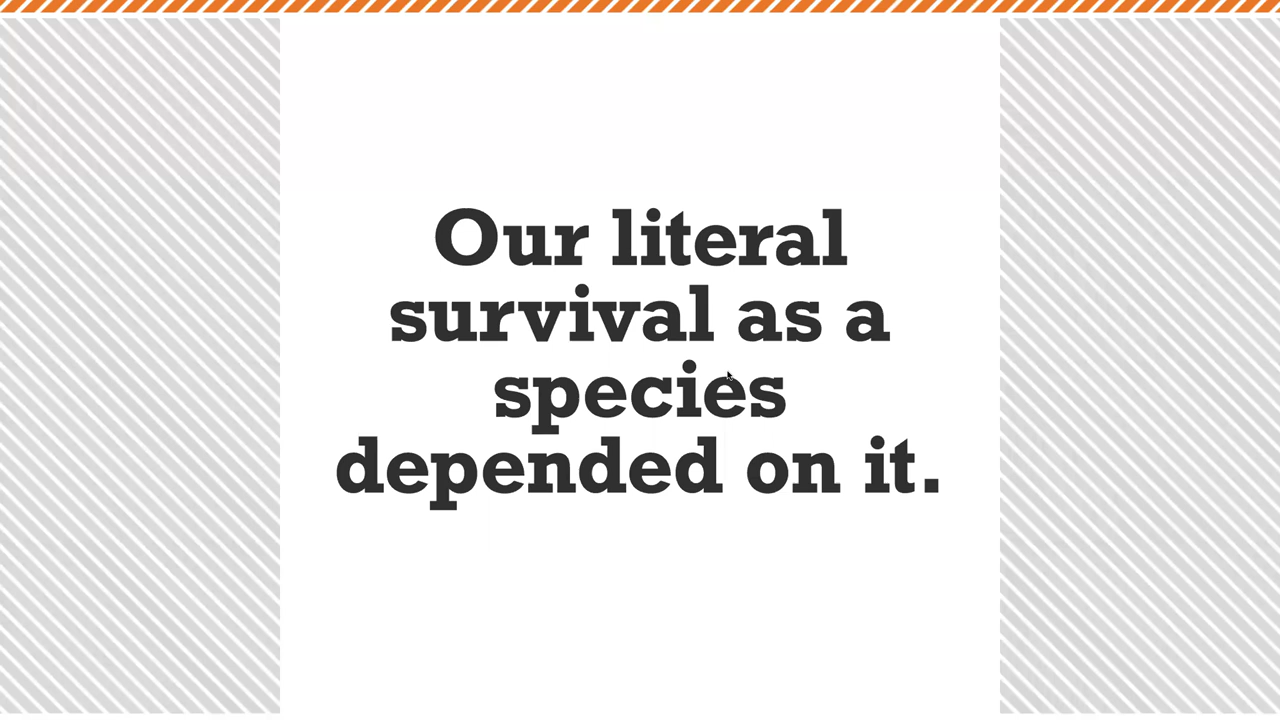 Our literal
survival as a
species
depended on it.